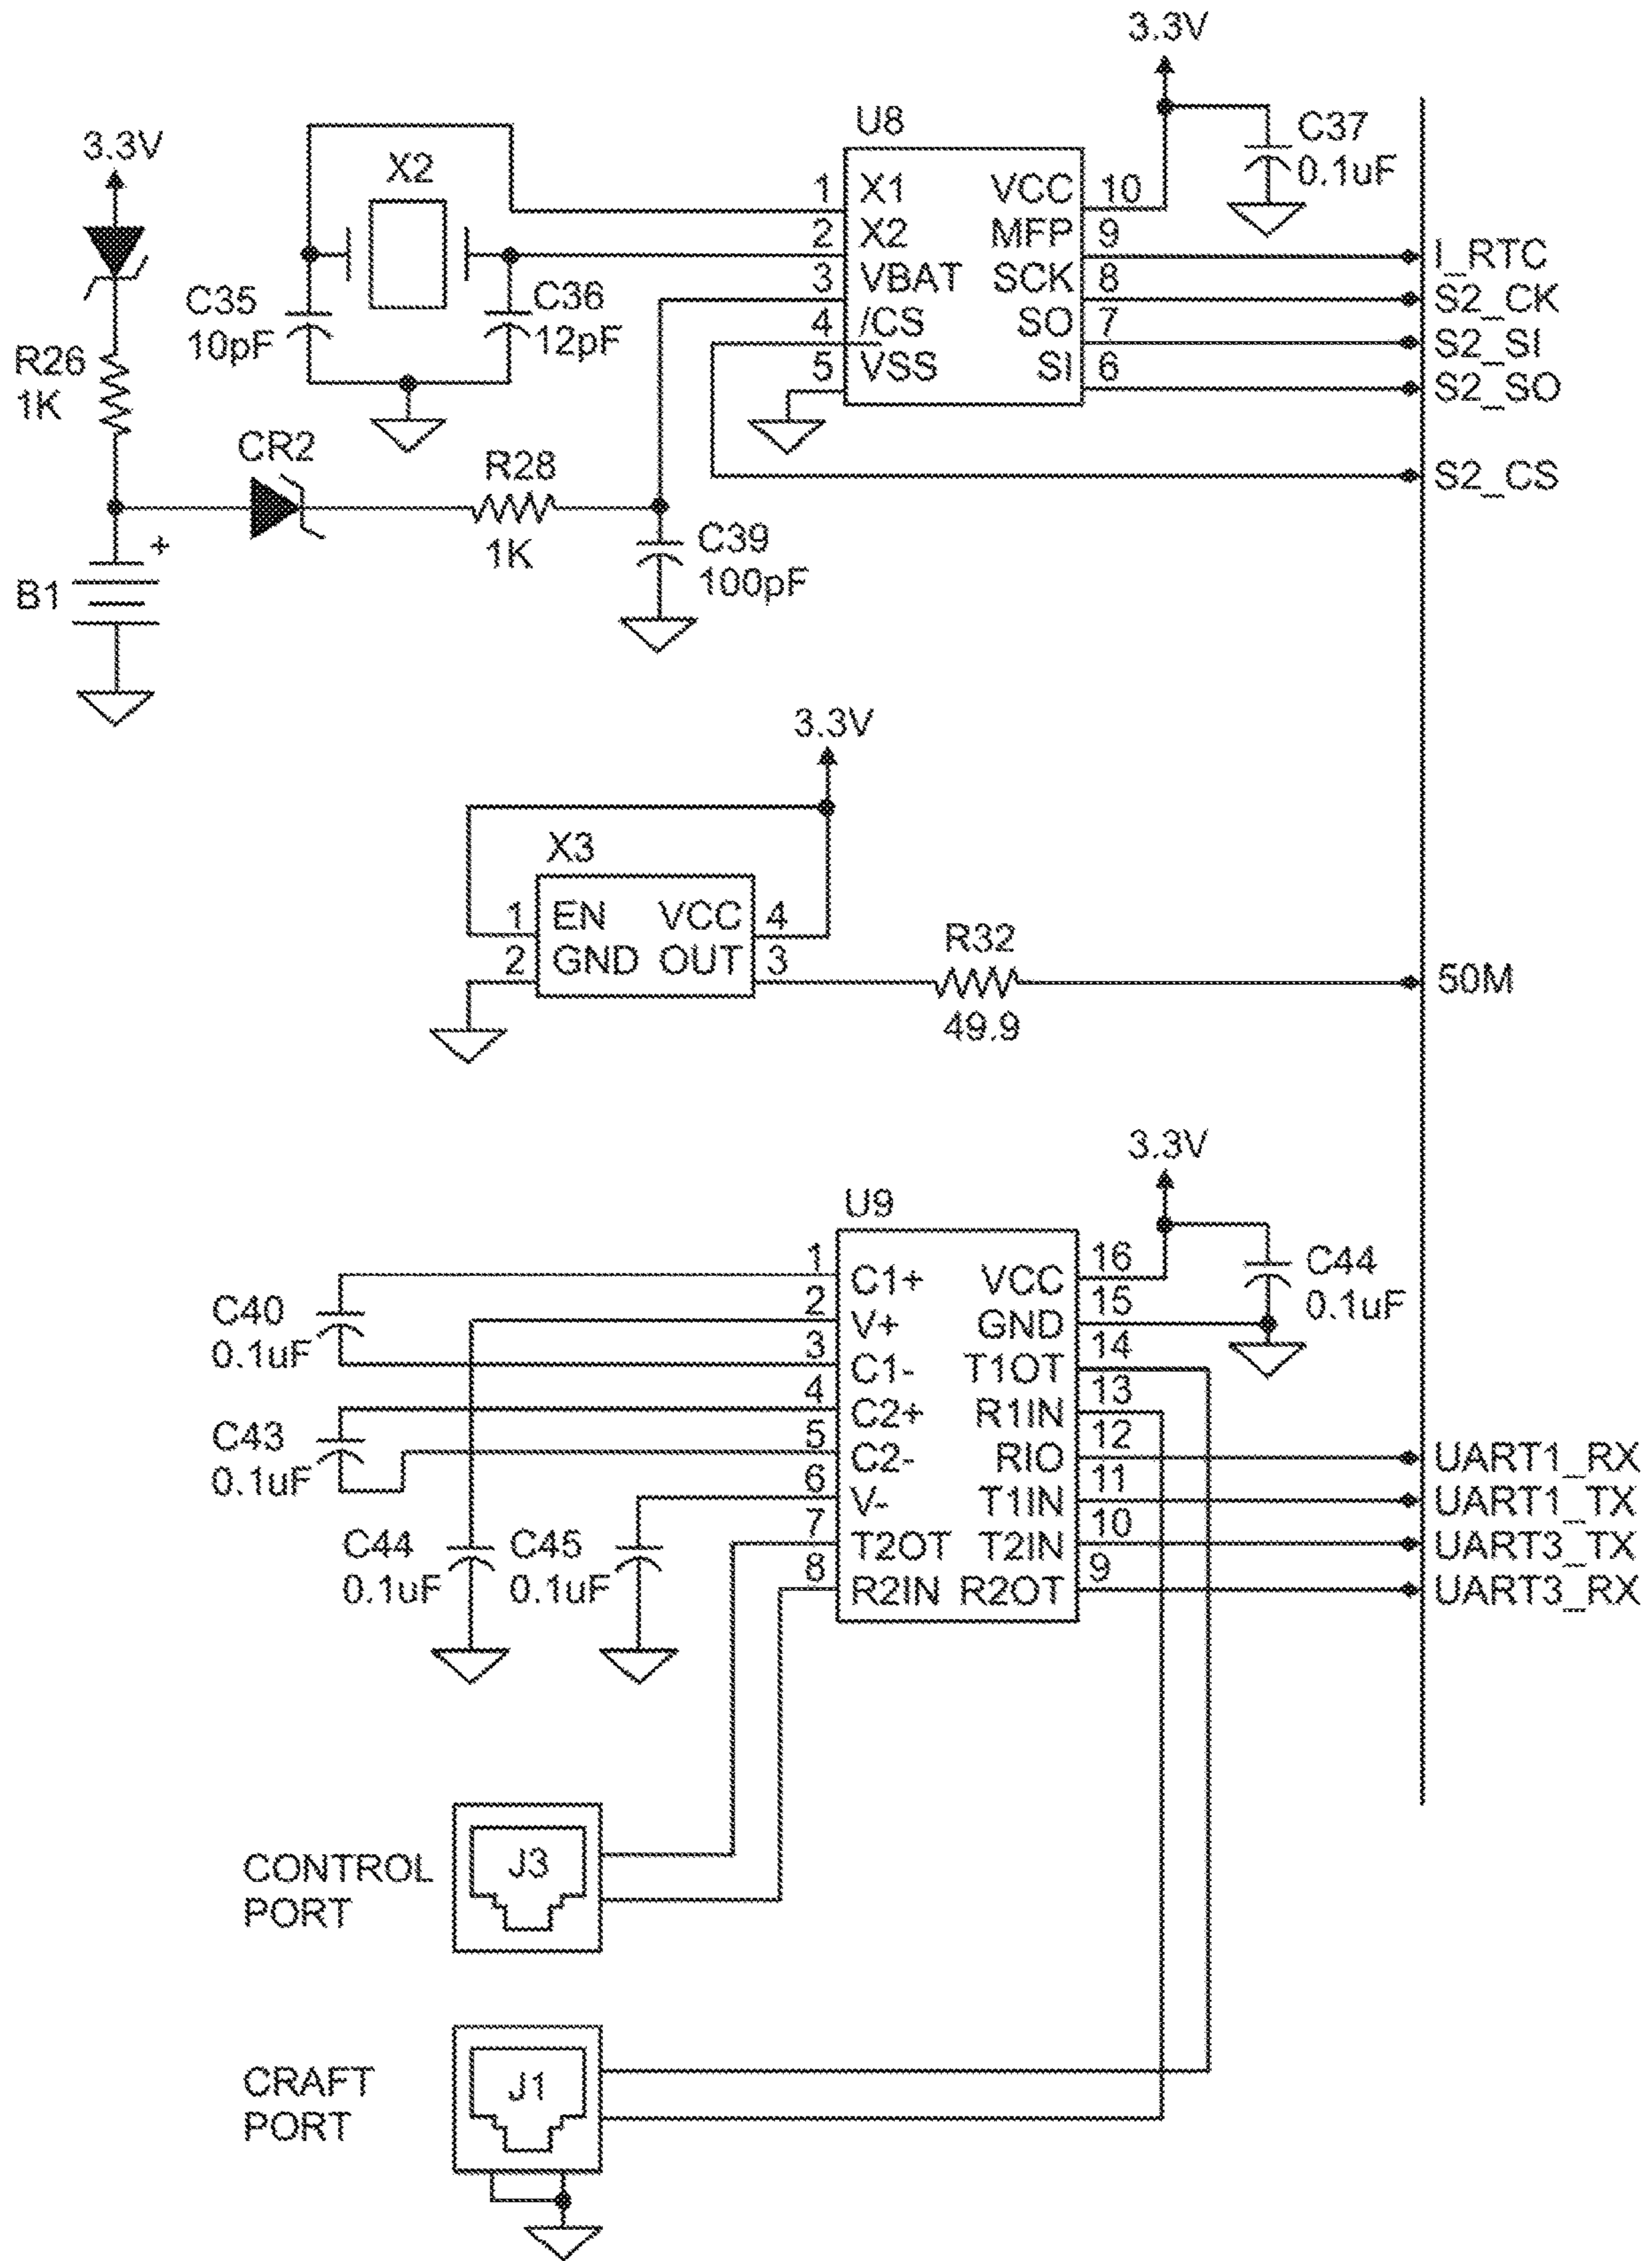 3.3V
U8
C37
0.1uF
3.3V
X2
1 X1 VCC 10
2 X2 MFP 9
3 VBAT SCK 8
4 /CS SO 7
5 VSS SI 6
I_RTC
S2_CK
S2_SI
S2_SO
S2_CS
C35
10pF
C36
12pF
R26
1K
CR2
R28
1K
C39
100pF
+
B1
3.3V
X3
1 EN VCC 4
2 GND OUT 3
R32
49.9
50M
3.3V
U9
C44
0.1uF
1 C1+ VCC 16
2 V+ GND 15
3 C1- T1OT 14
4 C2+ R1IN 13
5 C2- RIO 12
6 V- T1IN 11
7 T2OT T2IN 10
8 R2IN R2OT 9
C40
0.1uF
C43
0.1uF
C44
0.1uF
C45
0.1uF
UART1_RX
UART1_TX
UART3_TX
UART3_RX
CONTROL
PORT
J3
CRAFT
PORT
J1